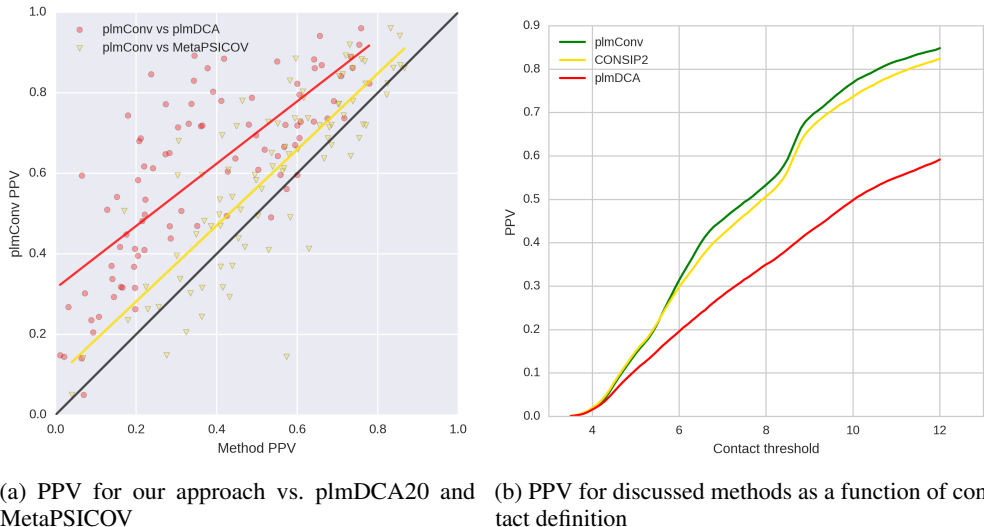 1.0
0.8
0.6
0.4
0.2
0.0
plmConv PPV
plmConv vs plmDCA
plmConv vs MetaPSICOV
0.0 0.2 0.4 0.6 0.8 1.0
Method PPV
0.9
0.8
0.7
0.6
0.5
0.4
0.3
0.2
0.1
0.0
PPV
plmConv
CONSIP2
plmDCA
4 6 8 10 12
Contact threshold
(a) PPV for our approach vs. plmDCA20 and
MetaPSICOV
(b) PPV for discussed methods as a function of con
tact definition